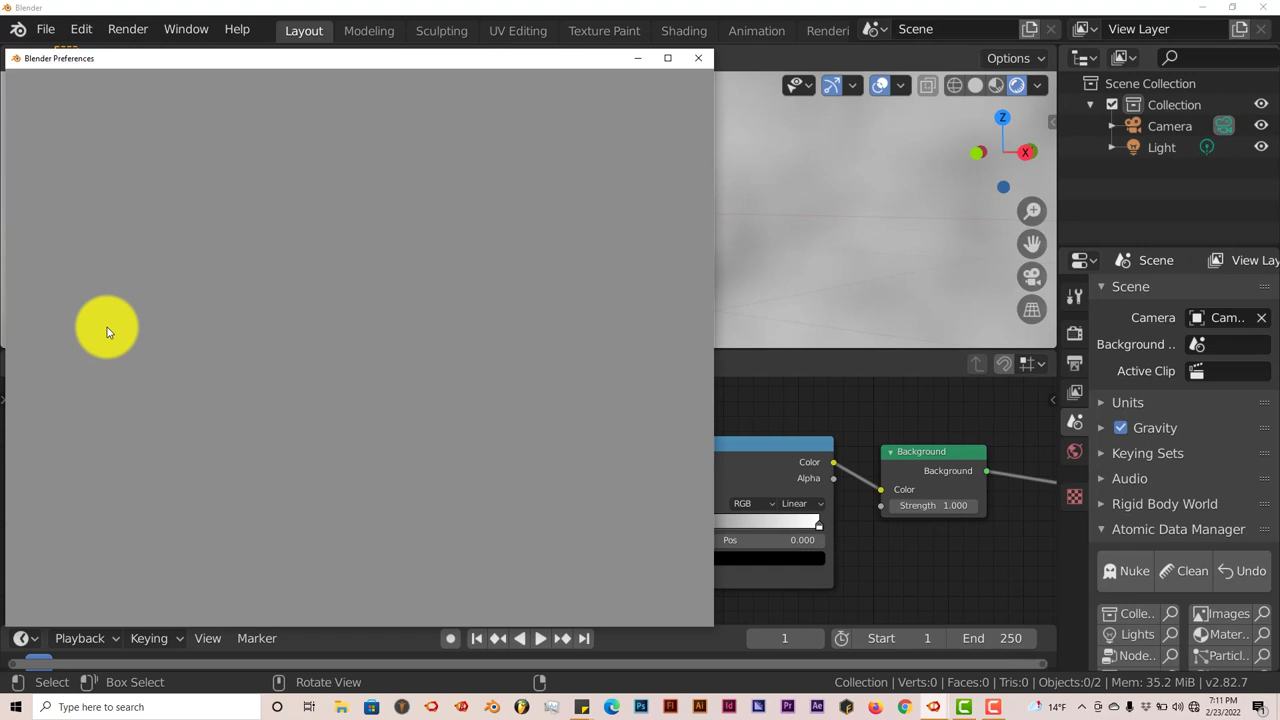 Blender
File Edit Render Window Help Layout Modeling Sculpting UV Editing Texture Paint Shading Animation Renderi Scene View Layer
Blender Preferences
Options
Scene Collection
Collection
Camera
Light
Z
X
Scene View Lay
Scene
Camera Cam..
Background ..
Active Clip
Units
Gravity
Keying Sets
Audio
Rigid Body World
Atomic Data Manager
Nuke Clean Undo
Colle.. Images
Lights Mater..
Node.. Particl..
Color
Alpha
RGB Linear
Pos 0.000
Background
Background
Color
Strength 1.000
Playback Keying View Marker 1 Start 1 End 250
Select Box Select Rotate View Collection | Verts:0 | Faces:0 | Tris:0 | Objects:0/2 | Mem: 35.2 MiB | v2.82.7
Type here to search
14°F
7:11 PM
2/23/2022